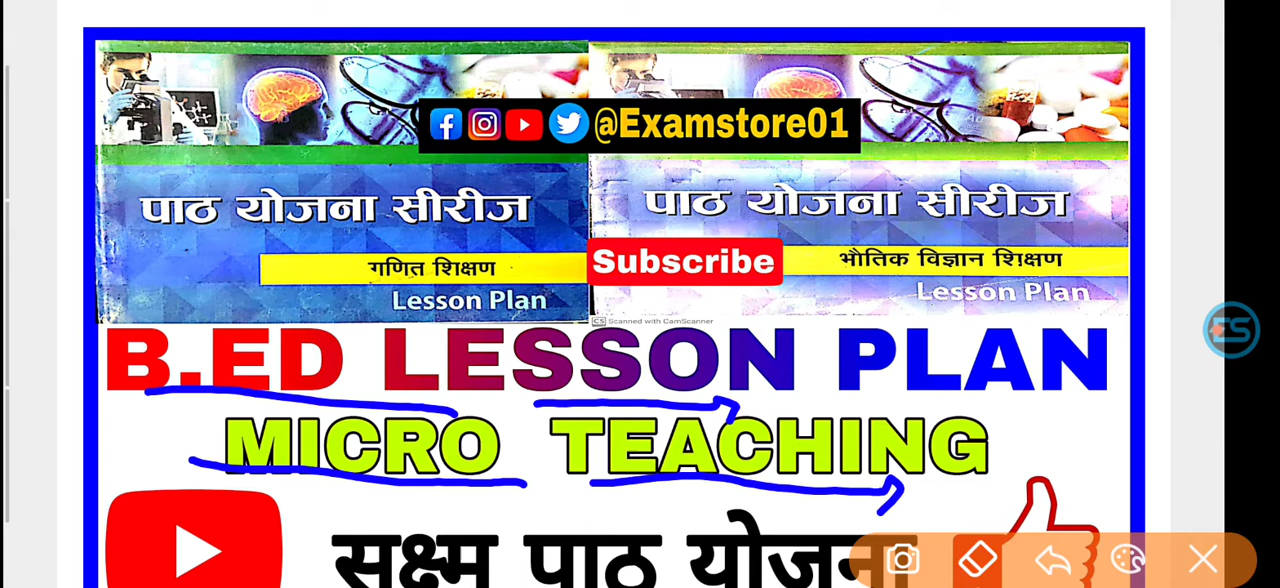 @Examstore01
पाठ योजना सीरीज
पाठ योजना सीरीज
गणित शिक्षण
Subscribe
भौतिक विज्ञान शिक्षण
Lesson Plan
Lesson Plan
CS Scanned with CamScanner
B.ED LESSON PLAN
MICRO TEACHING
सक्ष्म पाठ योजना